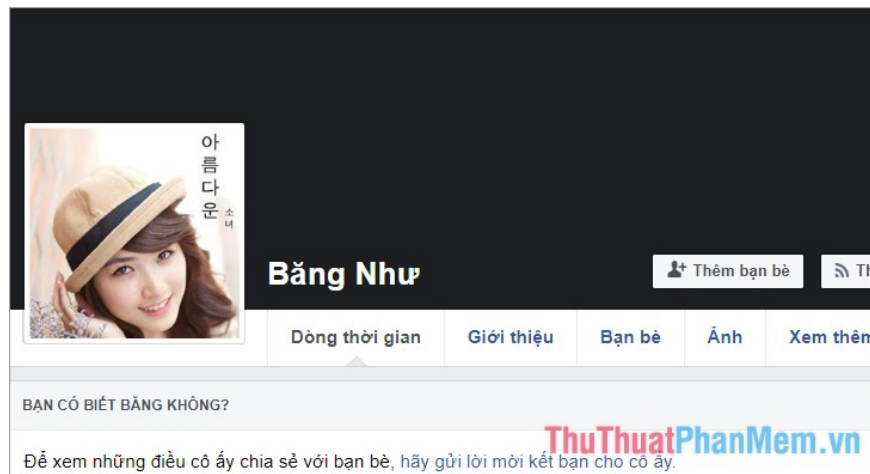 아름다운
소녀
Băng Như
Thêm bạn bè
Dòng thời gian
Giới thiệu
Bạn bè
Ảnh
Xem thêm
BẠN CÓ BIẾT BĂNG KHÔNG?
ThuThuatPhanMem.vn
Để xem những điều cô ấy chia sẻ với bạn bè, hãy gửi lời mời kết bạn cho cô ấy.